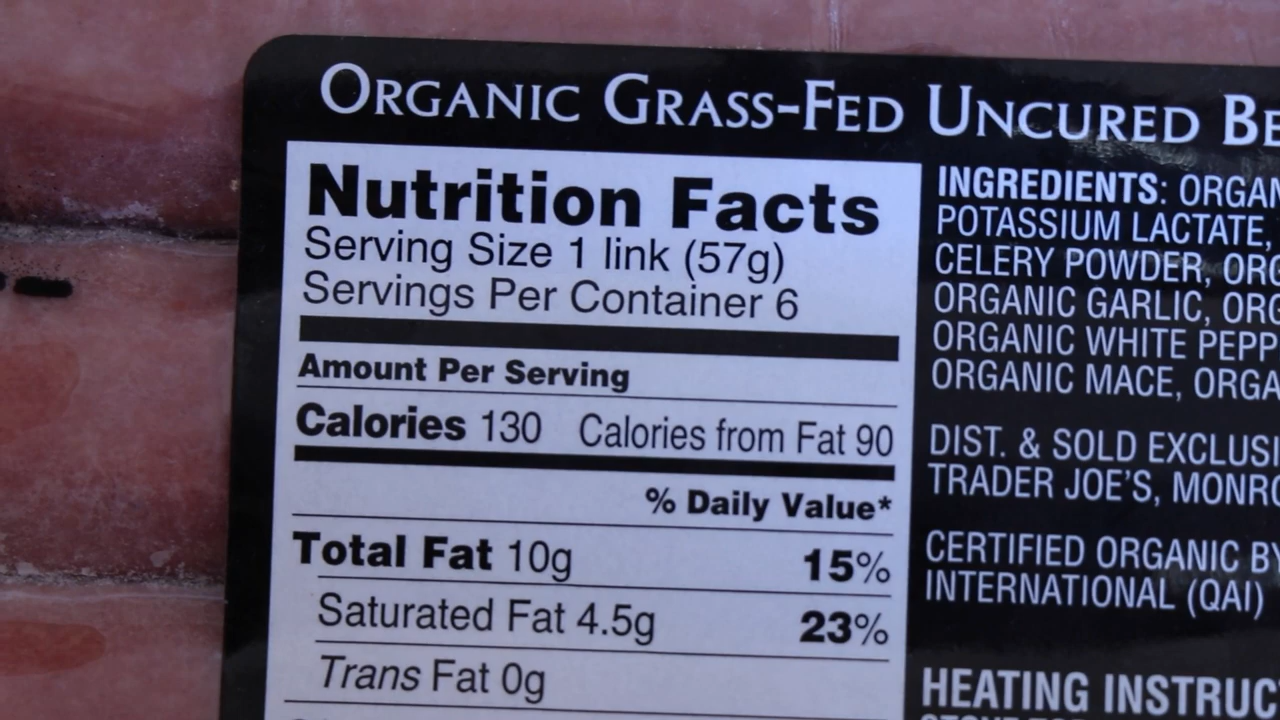 ORGANIC GRASS-FED UNCURED
Nutrition Facts
Serving Size 1 link (57g)
Servings Per Container 6
Amount Per Serving
Calories 130 Calories from Fat 90
% Daily Value*
Total Fat 10g 15%
Saturated Fat 4.5g 23%
Trans Fat 0g
INGREDIENTS:
POTASSIUM LACTATE,
CELERY POWDER,
ORGANIC GARLIC,
ORGANIC WHITE
ORGANIC MACE,
DIST. & SOLD
TRADER JOE'S,
CERTIFIED ORGANIC BY
INTERNATIONAL (QAI)
HEATING